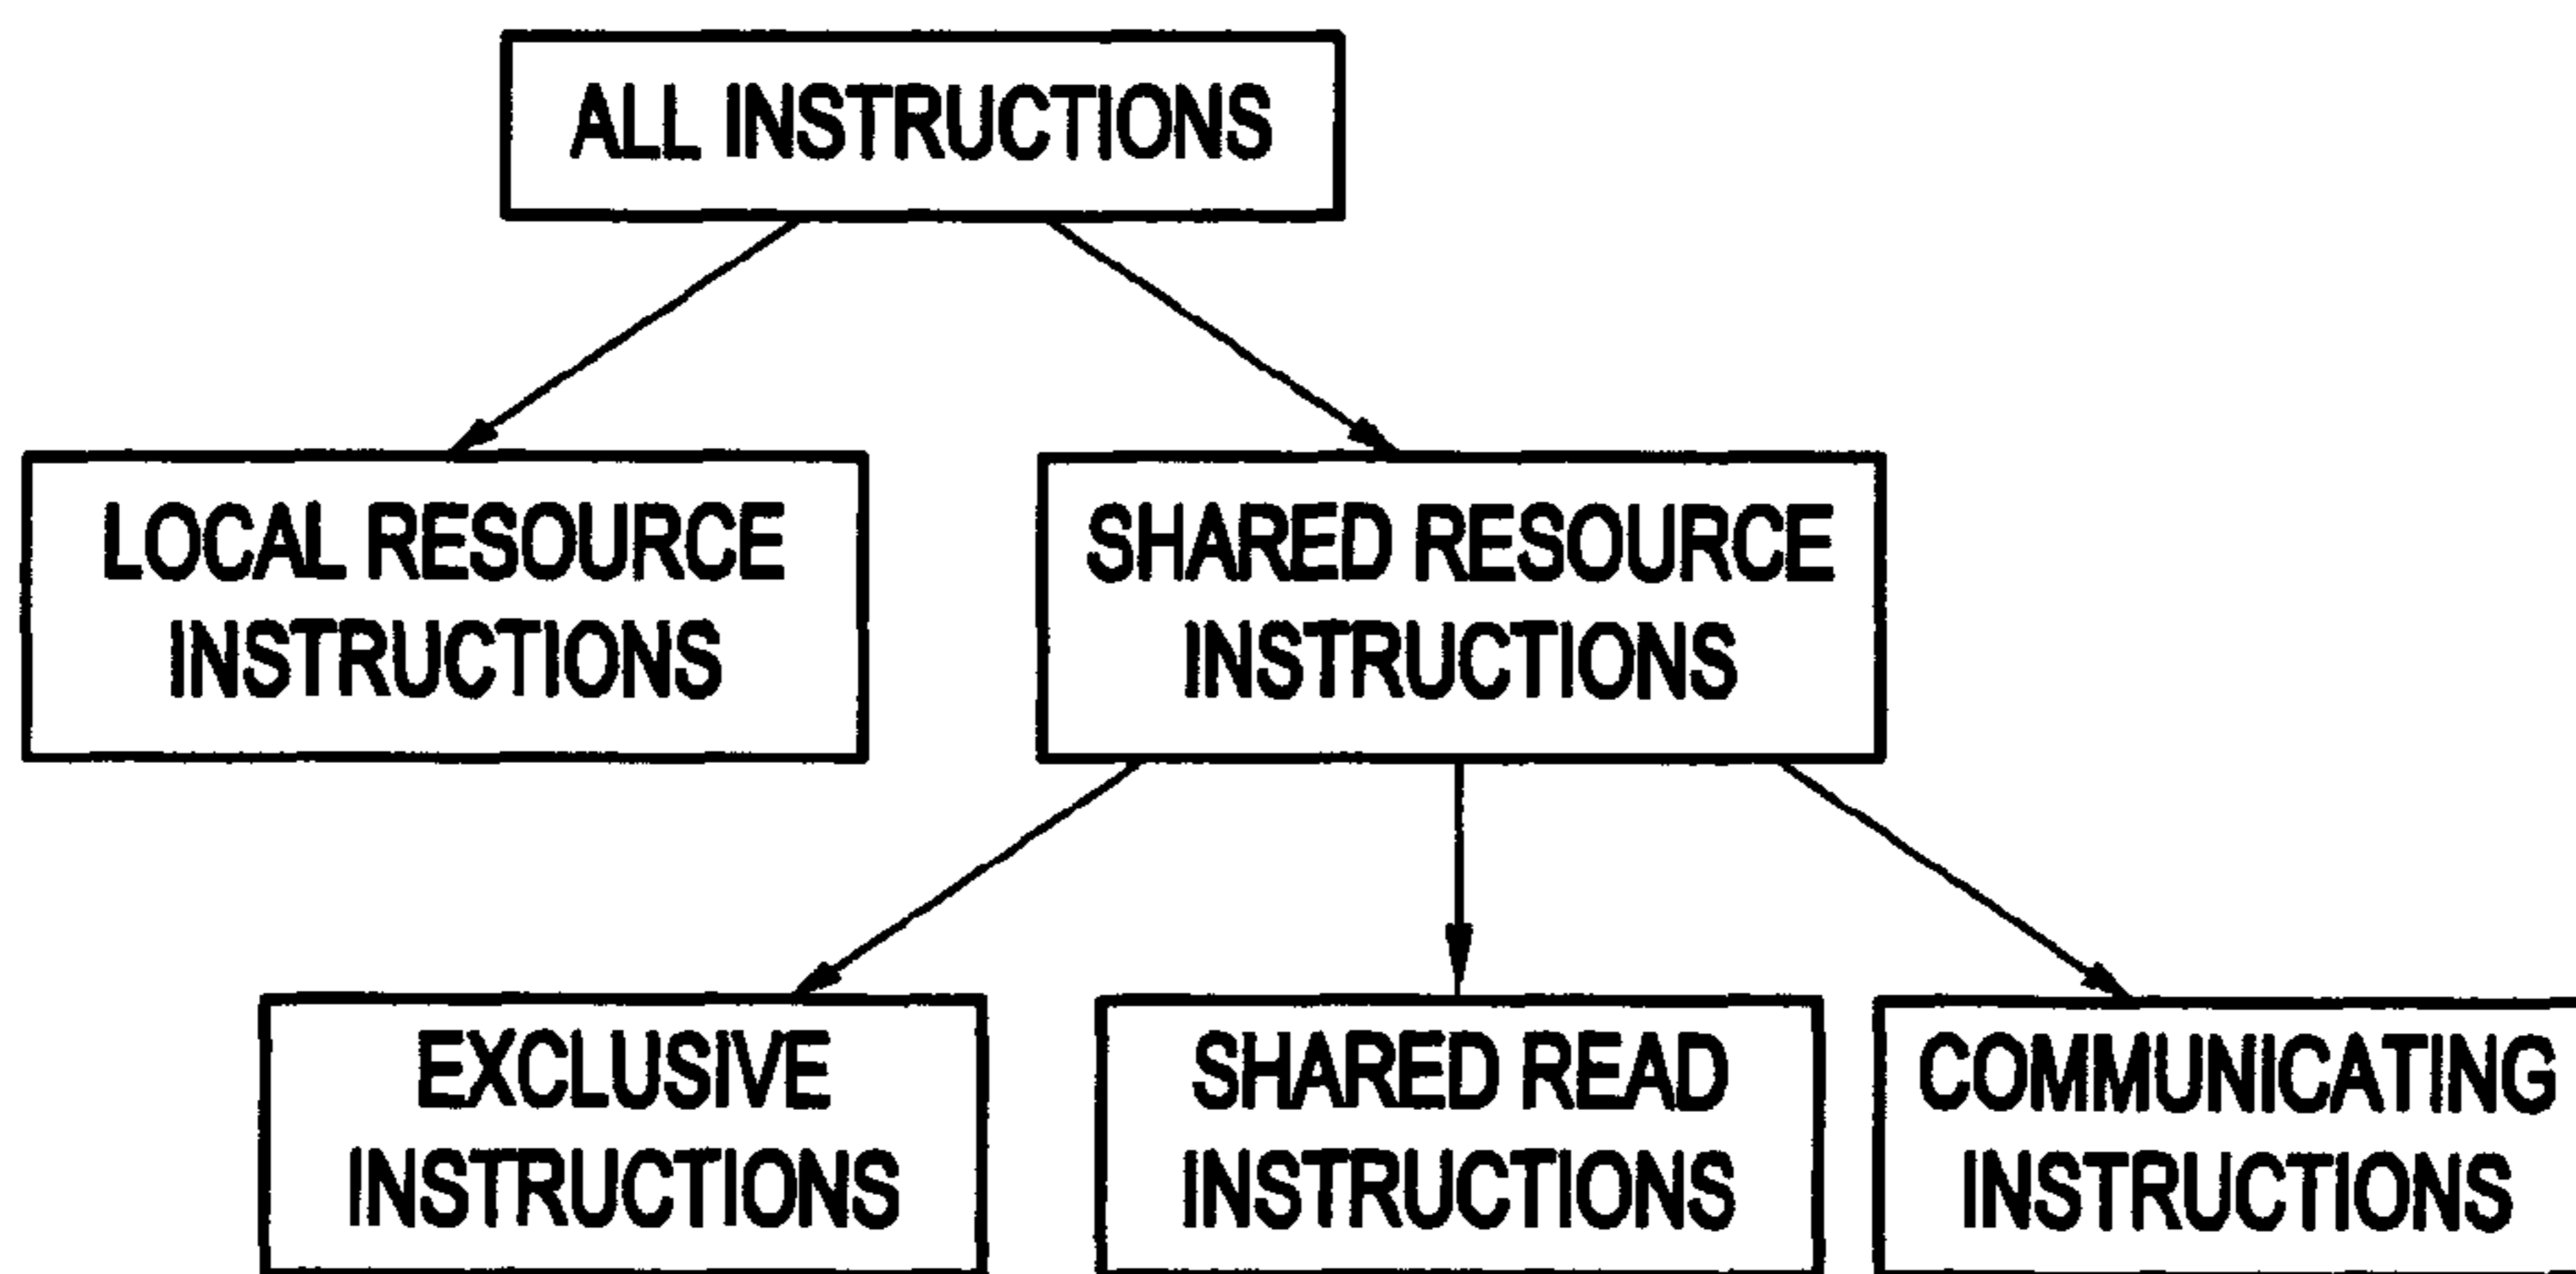 ALL INSTRUCTIONS
LOCAL RESOURCE
INSTRUCTIONS
SHARED RESOURCE
INSTRUCTIONS
EXCLUSIVE
INSTRUCTIONS
SHARED READ
INSTRUCTIONS
COMMUNICATING
INSTRUCTIONS